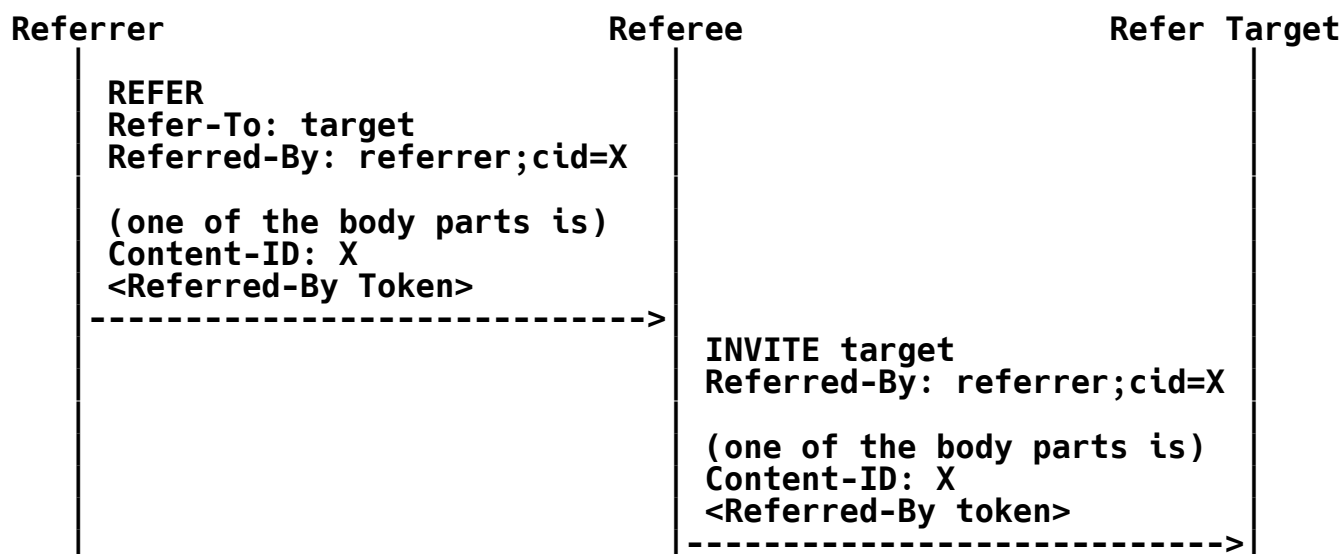 Referrer Referee Refer Target
REFER
Refer-To: target
Referred-By: referrer;cid=X
(one of the body parts is)
Content-ID: X
<Referred-By Token>
INVITE target
Referred-By: referrer;cid=X
(one of the body parts is)
Content-ID: X
<Referred-By token>